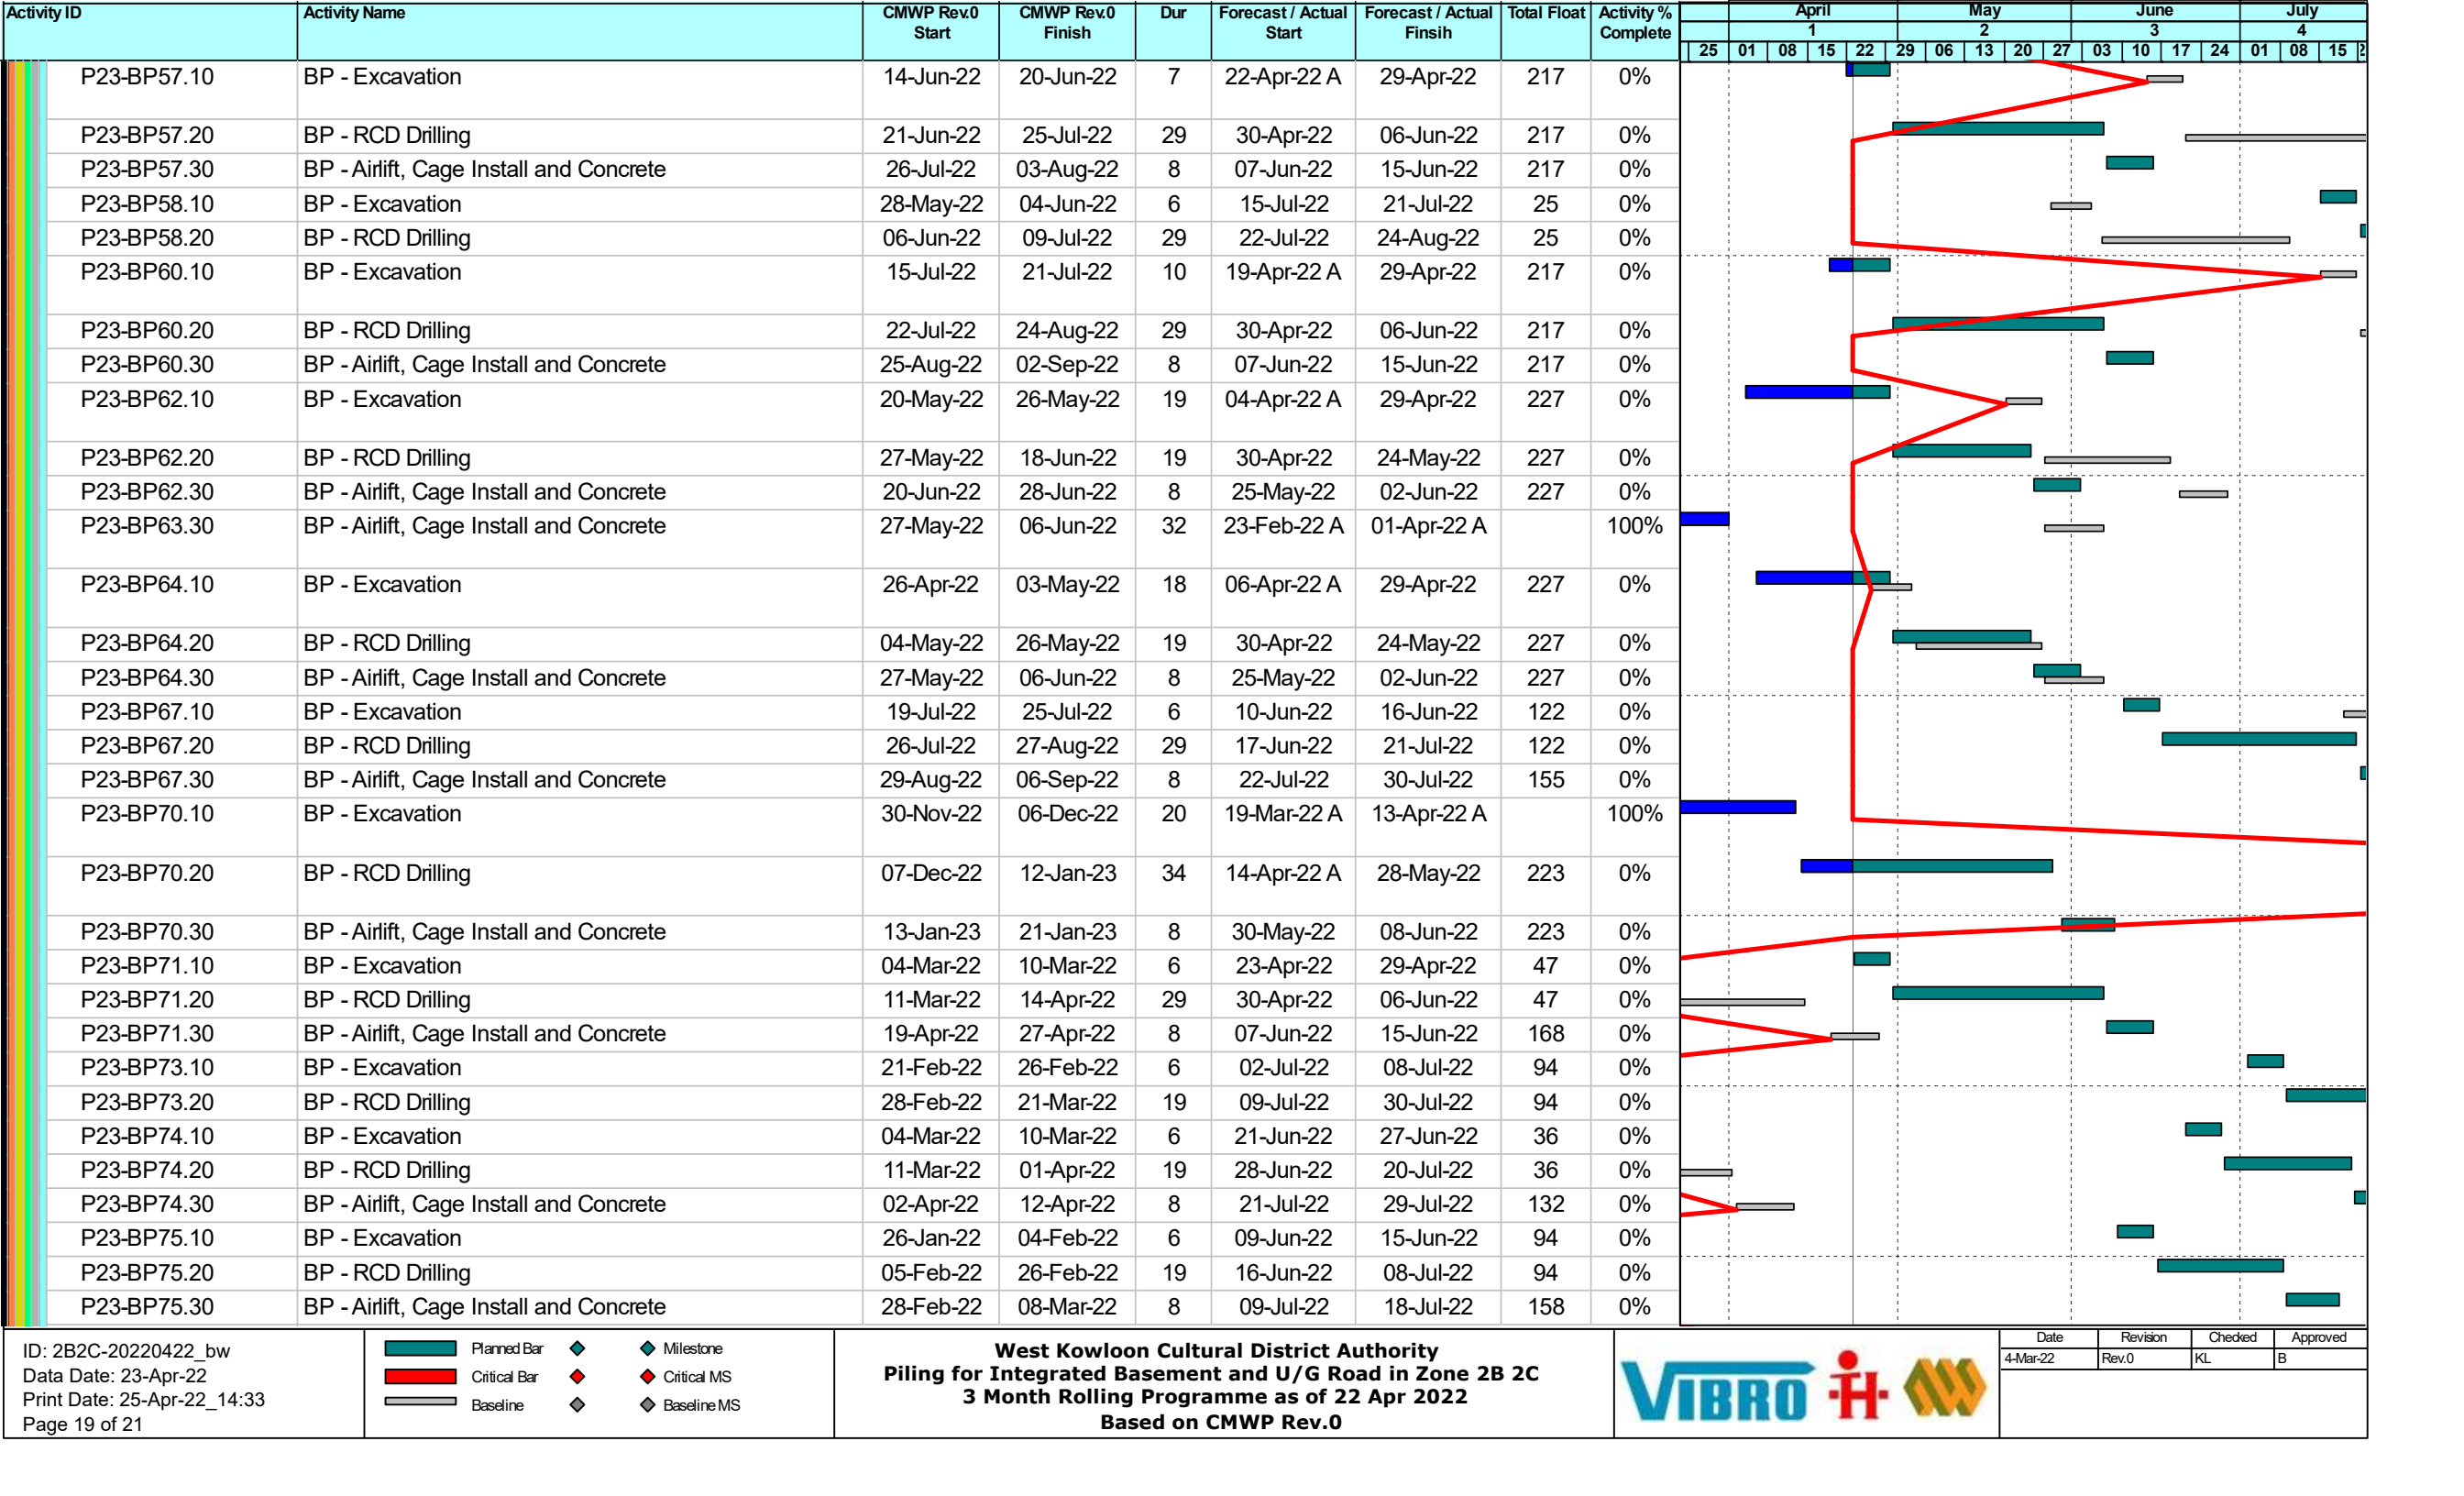 Activity ID Activity Name CMWP Rev.0 Start CMWP Rev.0 Finish Dur Forecast / Actual Start Forecast / Actual Finsih Total Float Activity % Complete
April May June July
1 2 3 4
25 01 08 15 22 29 06 13 20 27 03 10 17 24 01 08 15 2
P23-BP57.10 BP - Excavation 14-Jun-22 20-Jun-22 7 22-Apr-22 A 29-Apr-22 217 0%
P23-BP57.20 BP - RCD Drilling 21-Jun-22 25-Jul-22 29 30-Apr-22 06-Jun-22 217 0%
P23-BP57.30 BP - Airlift, Cage Install and Concrete 26-Jul-22 03-Aug-22 8 07-Jun-22 15-Jun-22 217 0%
P23-BP58.10 BP - Excavation 28-May-22 04-Jun-22 6 15-Jul-22 21-Jul-22 25 0%
P23-BP58.20 BP - RCD Drilling 06-Jun-22 09-Jul-22 29 22-Jul-22 24-Aug-22 25 0%
P23-BP60.10 BP - Excavation 15-Jul-22 21-Jul-22 10 19-Apr-22 A 29-Apr-22 217 0%
P23-BP60.20 BP - RCD Drilling 22-Jul-22 24-Aug-22 29 30-Apr-22 06-Jun-22 217 0%
P23-BP60.30 BP - Airlift, Cage Install and Concrete 25-Aug-22 02-Sep-22 8 07-Jun-22 15-Jun-22 217 0%
P23-BP62.10 BP - Excavation 20-May-22 26-May-22 19 04-Apr-22 A 29-Apr-22 227 0%
P23-BP62.20 BP - RCD Drilling 27-May-22 18-Jun-22 19 30-Apr-22 24-May-22 227 0%
P23-BP62.30 BP - Airlift, Cage Install and Concrete 20-Jun-22 28-Jun-22 8 25-May-22 02-Jun-22 227 0%
P23-BP63.30 BP - Airlift, Cage Install and Concrete 27-May-22 06-Jun-22 32 23-Feb-22 A 01-Apr-22 A 100%
P23-BP64.10 BP - Excavation 26-Apr-22 03-May-22 18 06-Apr-22 A 29-Apr-22 227 0%
P23-BP64.20 BP - RCD Drilling 04-May-22 26-May-22 19 30-Apr-22 24-May-22 227 0%
P23-BP64.30 BP - Airlift, Cage Install and Concrete 27-May-22 06-Jun-22 8 25-May-22 02-Jun-22 227 0%
P23-BP67.10 BP - Excavation 19-Jul-22 25-Jul-22 6 10-Jun-22 16-Jun-22 122 0%
P23-BP67.20 BP - RCD Drilling 26-Jul-22 27-Aug-22 29 17-Jun-22 21-Jul-22 122 0%
P23-BP67.30 BP - Airlift, Cage Install and Concrete 29-Aug-22 06-Sep-22 8 22-Jul-22 30-Jul-22 155 0%
P23-BP70.10 BP - Excavation 30-Nov-22 06-Dec-22 20 19-Mar-22 A 13-Apr-22 A 100%
P23-BP70.20 BP - RCD Drilling 07-Dec-22 12-Jan-23 34 14-Apr-22 A 28-May-22 223 0%
P23-BP70.30 BP - Airlift, Cage Install and Concrete 13-Jan-23 21-Jan-23 8 30-May-22 08-Jun-22 223 0%
P23-BP71.10 BP - Excavation 04-Mar-22 10-Mar-22 6 23-Apr-22 29-Apr-22 47 0%
P23-BP71.20 BP - RCD Drilling 11-Mar-22 14-Apr-22 29 30-Apr-22 06-Jun-22 47 0%
P23-BP71.30 BP - Airlift, Cage Install and Concrete 19-Apr-22 27-Apr-22 8 07-Jun-22 15-Jun-22 168 0%
P23-BP73.10 BP - Excavation 21-Feb-22 26-Feb-22 6 02-Jul-22 08-Jul-22 94 0%
P23-BP73.20 BP - RCD Drilling 28-Feb-22 21-Mar-22 19 09-Jul-22 30-Jul-22 94 0%
P23-BP74.10 BP - Excavation 04-Mar-22 10-Mar-22 6 21-Jun-22 27-Jun-22 36 0%
P23-BP74.20 BP - RCD Drilling 11-Mar-22 01-Apr-22 19 28-Jun-22 20-Jul-22 36 0%
P23-BP74.30 BP - Airlift, Cage Install and Concrete 02-Apr-22 12-Apr-22 8 21-Jul-22 29-Jul-22 132 0%
P23-BP75.10 BP - Excavation 26-Jan-22 04-Feb-22 6 09-Jun-22 15-Jun-22 94 0%
P23-BP75.20 BP - RCD Drilling 05-Feb-22 26-Feb-22 19 16-Jun-22 08-Jul-22 94 0%
P23-BP75.30 BP - Airlift, Cage Install and Concrete 28-Feb-22 08-Mar-22 8 09-Jul-22 18-Jul-22 158 0%
ID: 2B2C-20220422_bw
Data Date: 23-Apr-22
Print Date: 25-Apr-22_14:33
Page 19 of 21
Planned Bar Milestone
Critical Bar Critical MS
Baseline Baseline MS
West Kowloon Cultural District Authority
Piling for Integrated Basement and U/G Road in Zone 2B 2C
3 Month Rolling Programme as of 22 Apr 2022
Based on CMWP Rev.0
VIBRO H
Date Revision Checked Approved
4-Mar-22 Rev.0 KL B